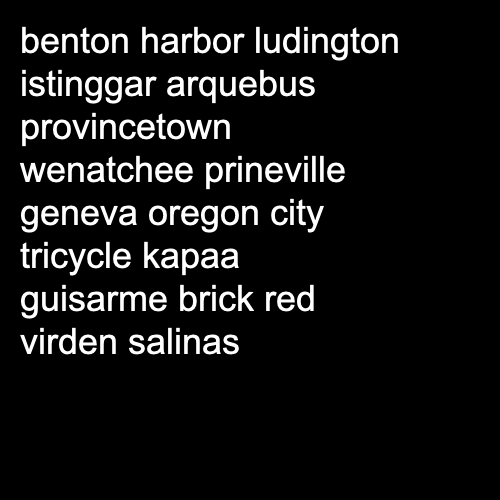 benton harbor ludington
istinggar arquebus
provincetown
wenatchee prineville
geneva oregon city
tricycle kapaa
guisarme brick red
virden salinas